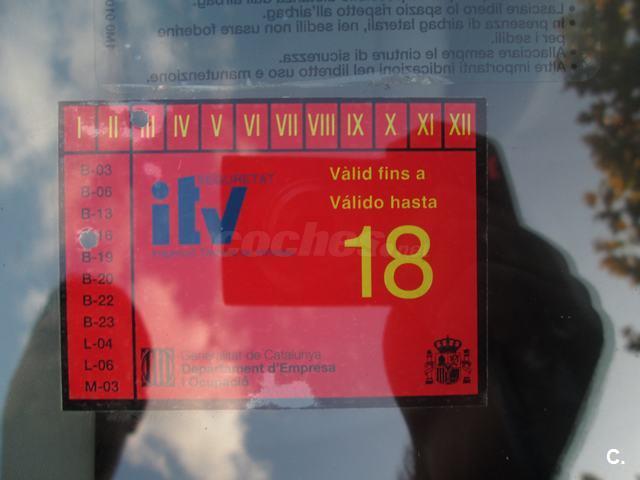 • Lasciare libero lo spazio rispetto all'airbag.
• In presenza di airbag laterali, nei sedili non usare foderine
per i sedili.
• Allacciare sempre le cinture di sicurezza.
• Altre importanti indicazioni nel libretto uso e manutenzione.
I II III IV V VI VII VIII IX X XI XII
B-03
B-06
B-13
B-19
B-20
B-22
B-23
L-04
L-06
M-03
SEGURETAT
itv
Vàlid fins a
Válido hasta
18
coches.net
Generalitat de Catalunya
Departament d'Empresa
i Ocupació
C.